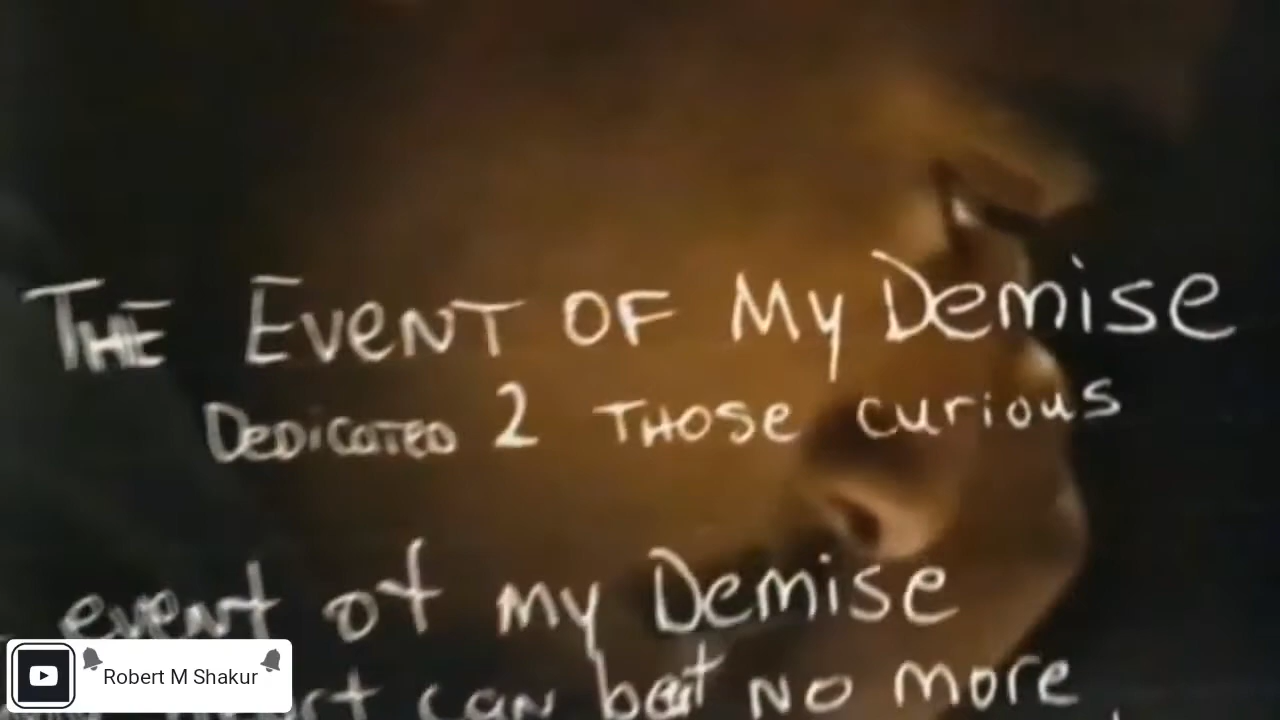 THE EVENT OF My Demise
DeDicated 2 THOSe curious
event of my Demise
can beat NO more
Robert M Shakur